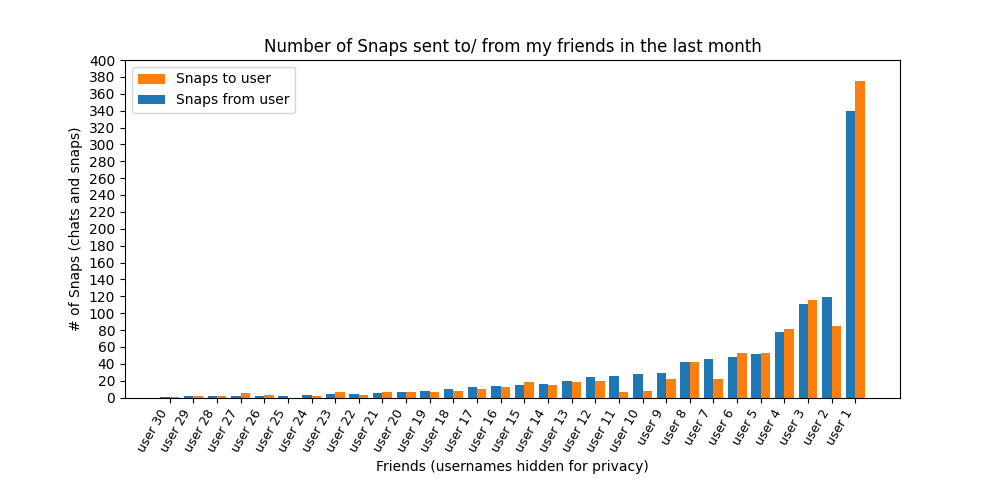 Number of Snaps sent to/ from my friends in the last month
# of Snaps (chats and snaps)
400
380
360
340
320
300
280
260
240
220
200
180
160
140
120
100
80
60
40
20
0
Snaps to user
Snaps from user
user 30
user 29
user 28
user 27
user 26
user 25
user 24
user 23
user 22
user 21
user 20
user 19
user 18
user 17
user 16
user 15
user 14
user 13
user 12
user 11
user 10
user 9
user 8
user 7
user 6
user 5
user 4
user 3
user 2
user 1
Friends (usernames hidden for privacy)